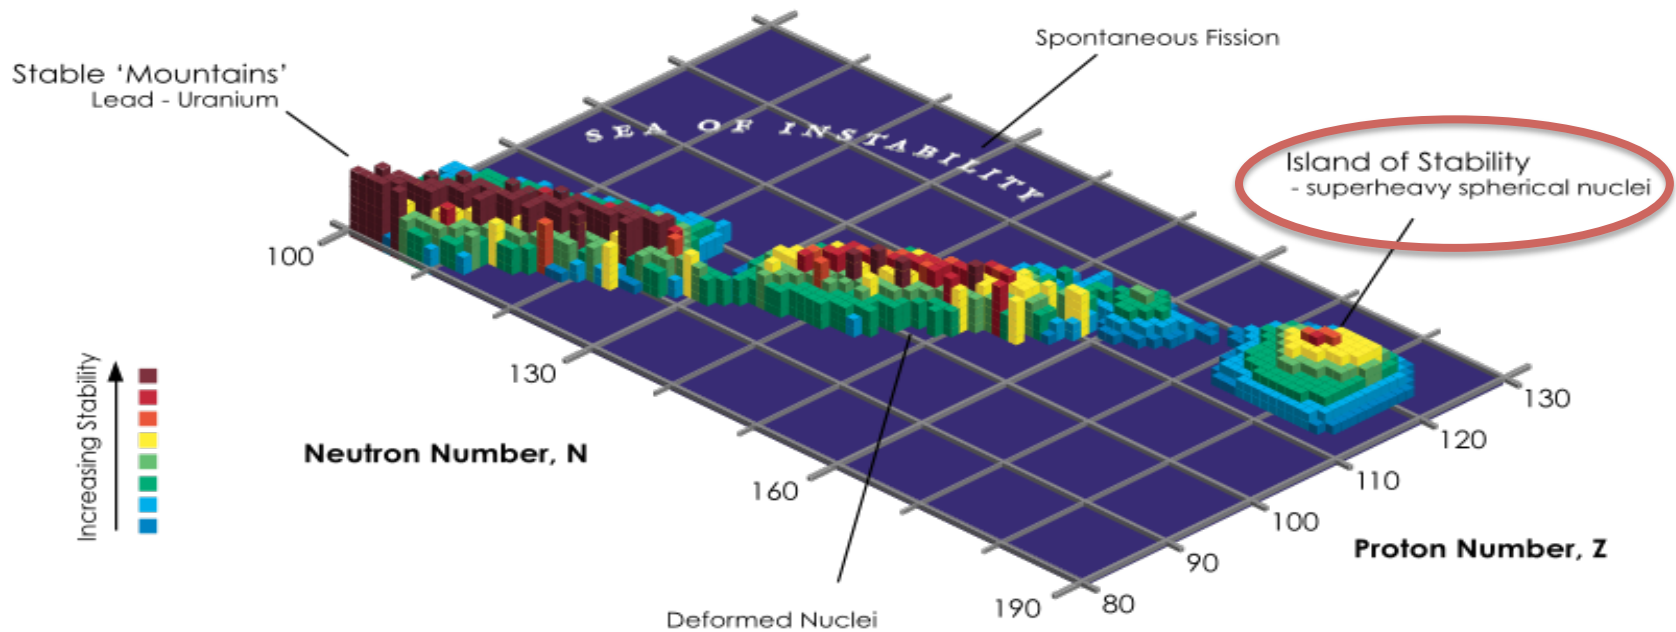 Spontaneous Fission
Stable ‘Mountains’
Lead - Uranium
SEA OF INSTABILITY
Island of Stability
- superheavy spherical nuclei
100
130
160
190
Neutron Number, N
80
90
100
110
120
130
Proton Number, Z
Increasing Stability
Deformed Nuclei